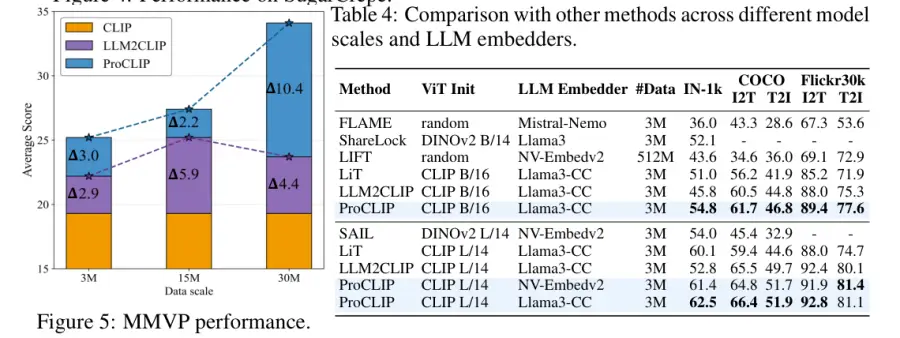 Figure 4: Performance on SugarCrepe.
35
30
25
20
15
Average Score
CLIP
LLM2CLIP
ProCLIP
Δ10.4
Δ2.2
Δ3.0
Δ5.9
Δ4.4
Δ2.9
3M 15M 30M
Data scale
Figure 5: MMVP performance.
Table 4: Comparison with other methods across different model
scales and LLM embedders.
Method ViT Init LLM Embedder #Data IN-1k COCO Flickr30k
I2T T2I I2T T2I
FLAME random Mistral-Nemo 3M 36.0 43.3 28.6 67.3 53.6
ShareLock DINOv2 B/14 Llama3 3M 52.1 - - - -
LIFT random NV-Embedv2 512M 43.6 34.6 36.0 69.1 72.9
LiT CLIP B/16 Llama3-CC 3M 51.0 56.2 41.9 85.2 71.9
LLM2CLIP CLIP B/16 Llama3-CC 3M 45.8 60.5 44.8 88.0 75.3
ProCLIP CLIP B/16 Llama3-CC 3M 54.8 61.7 46.8 89.4 77.6
SAIL DINOv2 L/14 NV-Embedv2 3M 54.0 45.4 32.9 - -
LiT CLIP L/14 Llama3-CC 3M 60.1 59.4 44.6 88.0 74.7
LLM2CLIP CLIP L/14 Llama3-CC 3M 52.8 65.5 49.7 92.4 80.1
ProCLIP CLIP L/14 NV-Embedv2 3M 61.4 64.8 51.7 91.9 81.4
ProCLIP CLIP L/14 Llama3-CC 3M 62.5 66.4 51.9 92.8 81.1